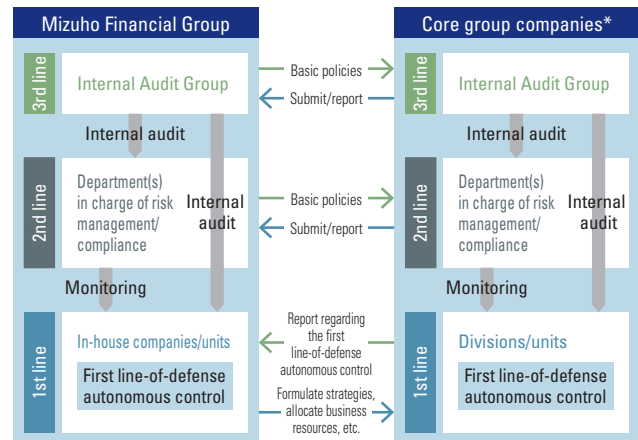 Mizuho Financial Group
3rd line
Internal Audit Group
Internal audit
2nd line
Department(s)
in charge of risk
management/
compliance
Internal
audit
Monitoring
1st line
In-house companies/units
First line-of-defense
autonomous control
Basic policies
Submit/report
Basic policies
Submit/report
Report regarding
the first
line-of-defense
autonomous control
Formulate strategies,
allocate business
resources, etc.
Core group companies*
3rd line
Internal Audit Group
Internal audit
2nd line
Department(s)
in charge of risk
management/
compliance
Internal
audit
Monitoring
1st line
Divisions/units
First line-of-defense
autonomous control